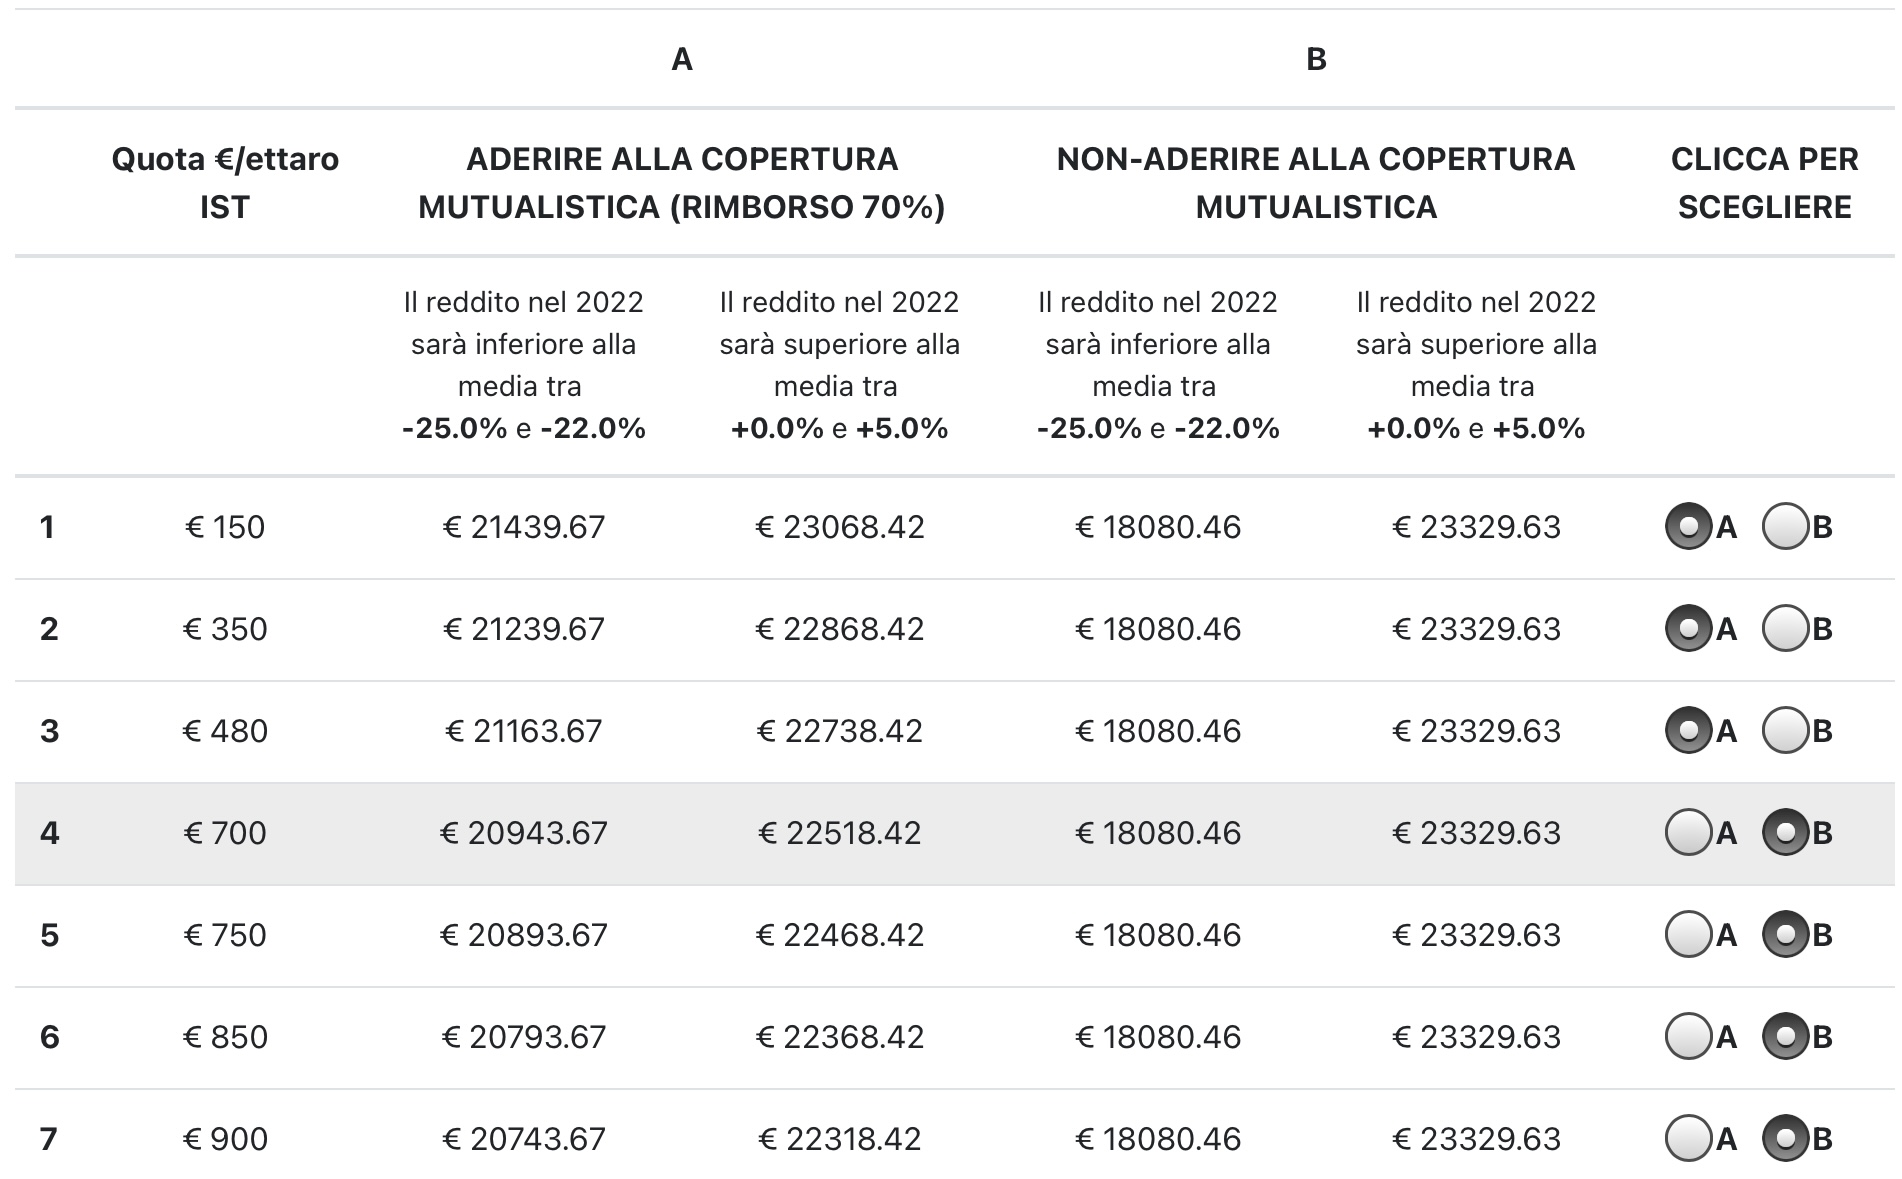 A B
Quota €/ettaro ADERIRE ALLA COPERTURA NON-ADERIRE ALLA COPERTURA CLICCA PER
IST MUTUALISTICA (RIMBORSO 70%) MUTUALISTICA SCEGLIERE
Il reddito nel 2022 Il reddito nel 2022 Il reddito nel 2022 Il reddito nel 2022
sarà inferiore alla sarà superiore alla sarà inferiore alla sarà superiore alla
media tra media tra media tra media tra
-25.0% e -22.0% +0.0% e +5.0% -25.0% e -22.0% +0.0% e +5.0%
1 € 150 € 21439.67 € 23068.42 € 18080.46 € 23329.63 A B
2 € 350 € 21239.67 € 22868.42 € 18080.46 € 23329.63 A B
3 € 480 € 21163.67 € 22738.42 € 18080.46 € 23329.63 A B
4 € 700 € 20943.67 € 22518.42 € 18080.46 € 23329.63 A B
5 € 750 € 20893.67 € 22468.42 € 18080.46 € 23329.63 A B
6 € 850 € 20793.67 € 22368.42 € 18080.46 € 23329.63 A B
7 € 900 € 20743.67 € 22318.42 € 18080.46 € 23329.63 A B